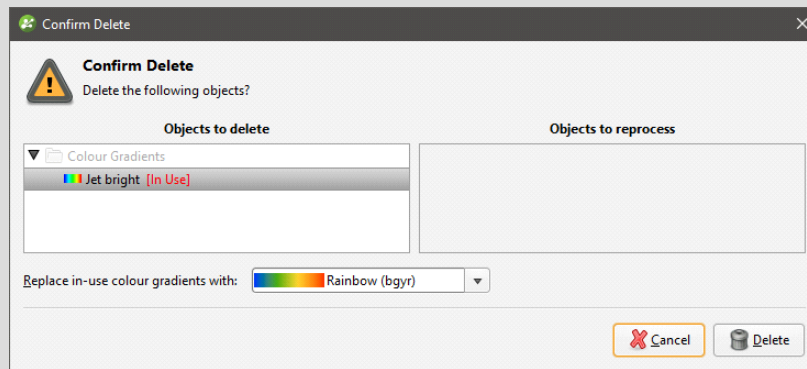 Confirm Delete
Confirm Delete
Delete the following objects?
Objects to delete
Objects to reprocess
Colour Gradients
Jet bright [In Use]
Replace in-use colour gradients with:
Rainbow (bgyr)
Cancel
Delete